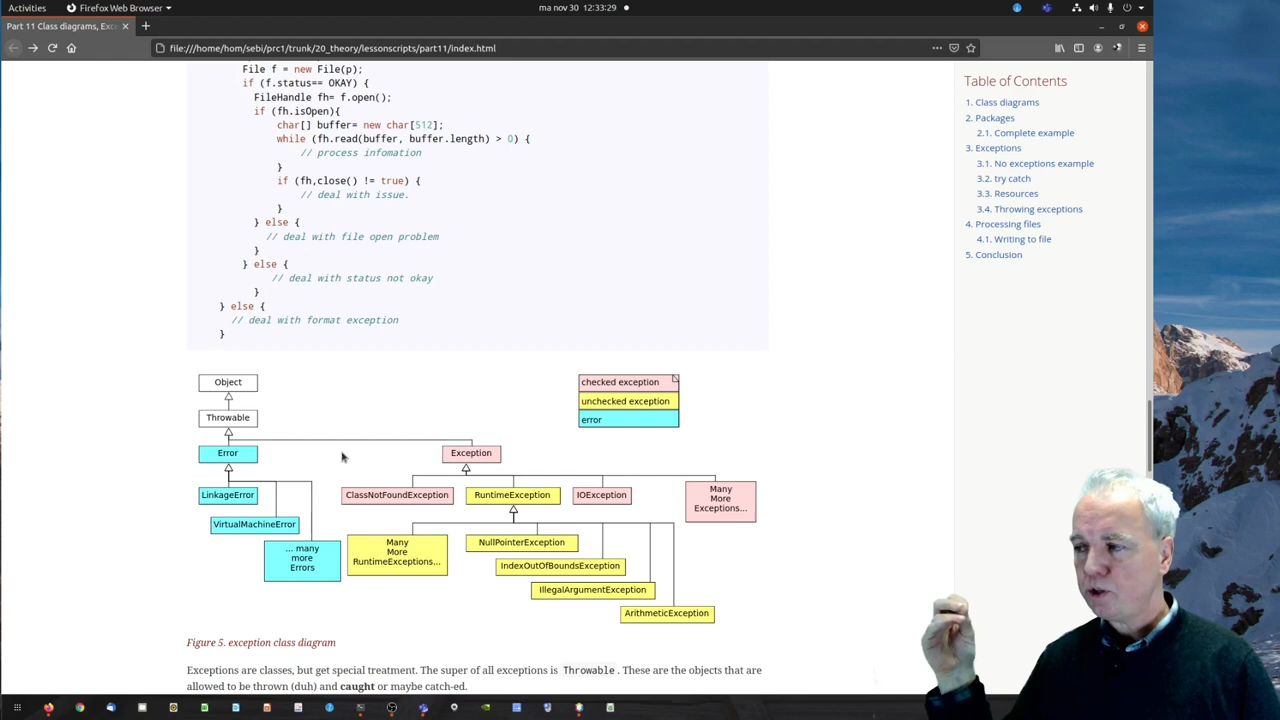 Activities
Firefox Web Browser
ma nov 30 12:33:29
Part 11 Class diagrams, Exc
file:///home/hom/sebi/prc1/trunk/20_theory/lessonscripts/part11/index.html
File f = new File(p);
if (f.status== OKAY) {
FileHandle fh= f.open();
if (fh.isOpen){
char[] buffer= new char[512];
while (fh.read(buffer, buffer.length) > 0) {
// process infomation
}
if (fh,close() != true) {
// deal with issue.
}
} else {
// deal with file open problem
}
} else {
// deal with status not okay
}
} else {
// deal with format exception
}
Object
Throwable
Error
Exception
checked exception
unchecked exception
error
LinkageError
VirtualMachineError
... many
more
Errors
ClassNotFoundException
RuntimeException
IOException
Many
More
Exceptions...
Many
More
RuntimeExceptions...
NullPointerException
IndexOutOfBoundsException
IllegalArgumentException
ArithmeticException
Figure 5. exception class diagram
Exceptions are classes, but get special treatment. The super of all exceptions is Throwable. These are the objects that are
allowed to be thrown (duh) and caught or maybe catch-ed.
Table of Contents
1. Class diagrams
2. Packages
2.1. Complete example
3. Exceptions
3.1. No exceptions example
3.2. try catch
3.3. Resources
3.4. Throwing exceptions
4. Processing files
4.1. Writing to file
5. Conclusion